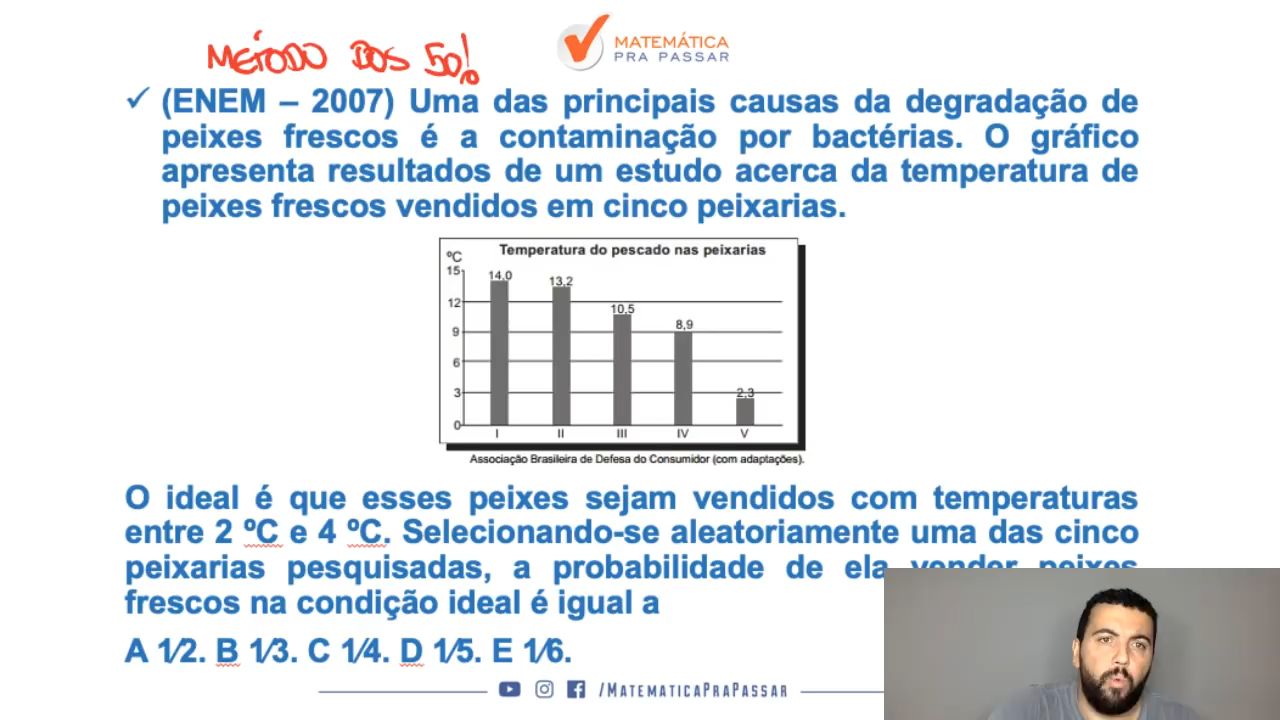 MÉTODO DOS 50!
MATEMÁTICA
PRA PASSAR
✓ (ENEM – 2007) Uma das principais causas da degradação de
peixes frescos é a contaminação por bactérias. O gráfico
apresenta resultados de um estudo acerca da temperatura de
peixes frescos vendidos em cinco peixarias.
Temperatura do pescado nas peixarias
ºC
15
14,0
13,2
12
10,5
9
8,9
6
3
2,3
0
I II III IV V
Associação Brasileira de Defesa do Consumidor (com adaptações).
O ideal é que esses peixes sejam vendidos com temperaturas
entre 2 ºC e 4 ºC. Selecionando-se aleatoriamente uma das cinco
peixarias pesquisadas, a probabilidade de ela vender peixes
frescos na condição ideal é igual a
A 1⁄2. B 1⁄3. C 1⁄4. D 1⁄5. E 1⁄6.
/MATEMATICAPRAPASSAR